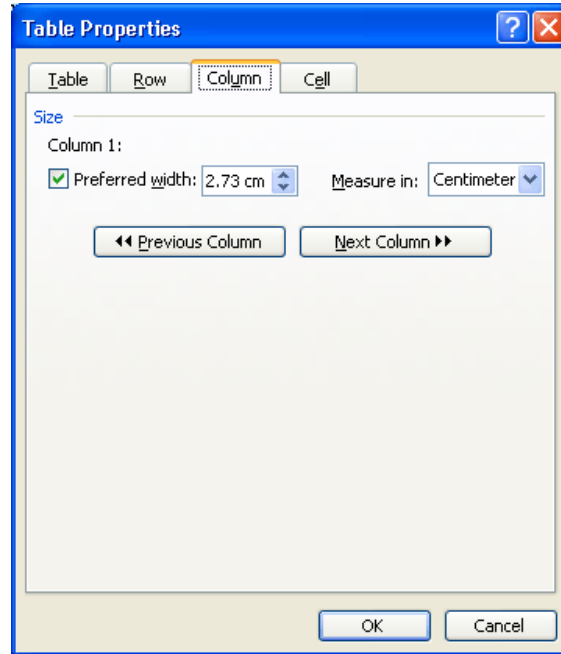 Table Properties
Table Row Column Cell
Size
Column 1:
Preferred width: 2.73 cm Measure in: Centimeter
Previous Column Next Column
OK Cancel